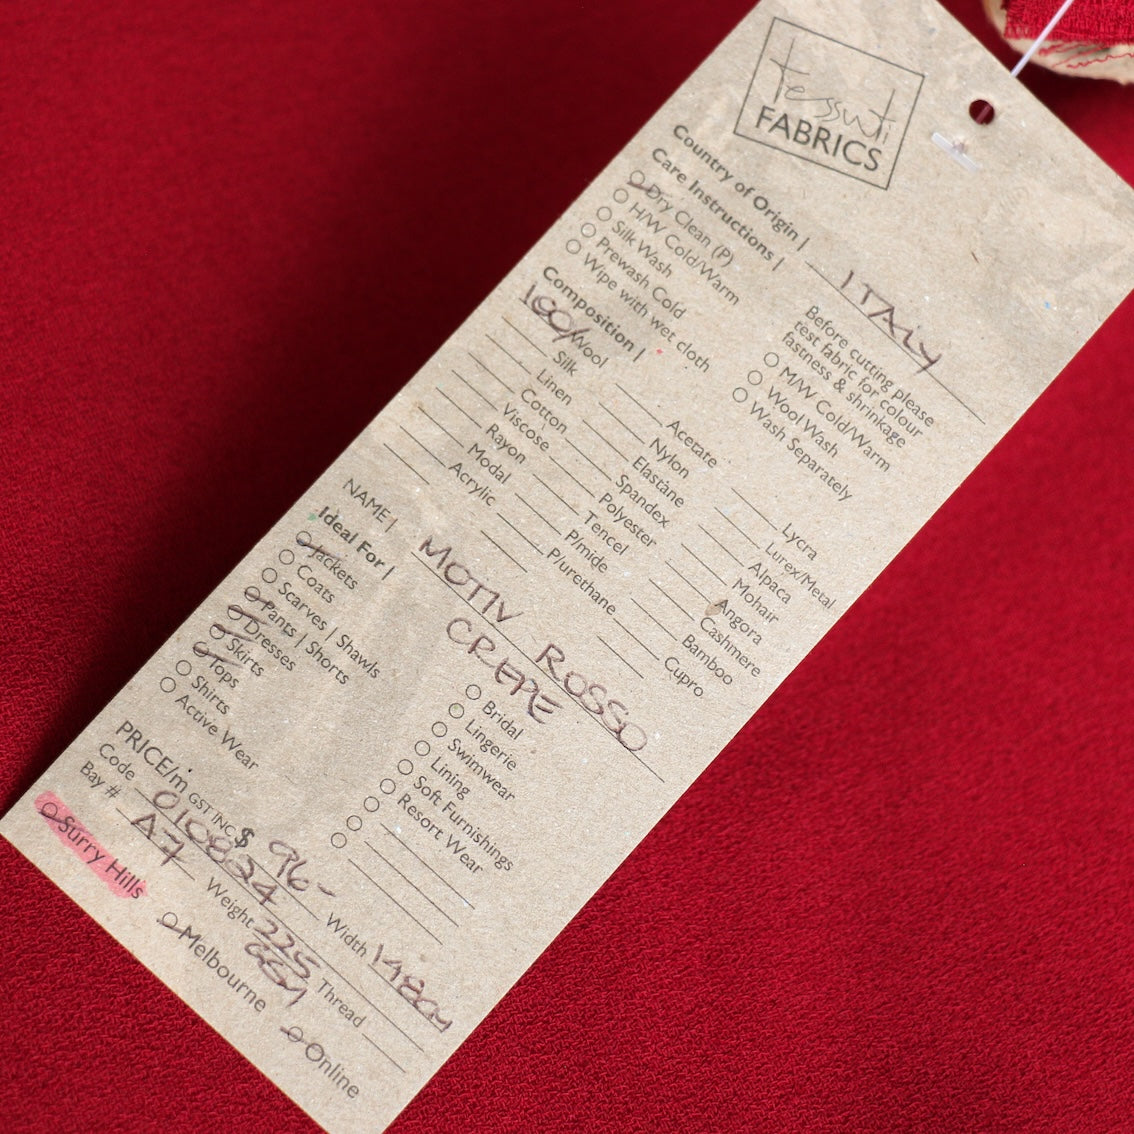 tessuti
FABRICS
Country of Origin | ITALY
Care Instructions |
Dry Clean (P)
H/W Cold/Warm
Silk Wash
Prewash Cold
Wipe with wet cloth
Before cutting please
test fabric for colour
fastness & shrinkage
M/W Cold/Warm
Wool Wash
Wash Separately
Composition |
100% Wool
Silk
Linen
Cotton
Viscose
Rayon
Modal
Acrylic
Acetate
Nylon
Elastane
Spandex
Polyester
Tencel
P/mide
P/urethane
Lycra
Lurex/Metal
Alpaca
Mohair
Angora
Cashmere
Bamboo
Cupro
NAME | MOTIV ROSSO
CREPE
Ideal For |
Jackets
Coats
Scarves | Shawls
Pants | Shorts
Dresses
Skirts
Tops
Shirts
Active Wear
Bridal
Lingerie
Swimwear
Lining
Soft Furnishings
Resort Wear
PRICE/m GST INC $ 96-
Code 010824 Width 148cm
Bay # A7 Weight 225 GSM Thread
Surry Hills Melbourne Online